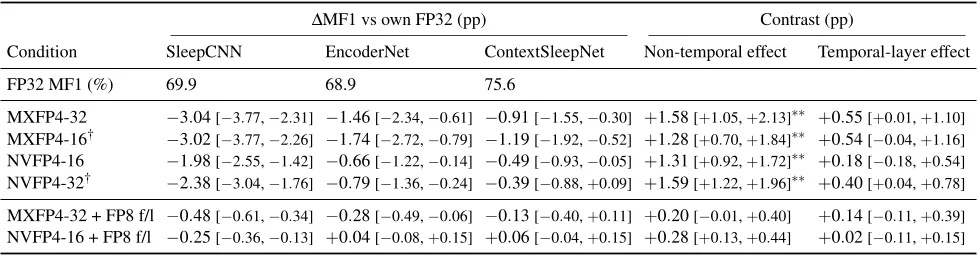 ΔMF1 vs own FP32 (pp) Contrast (pp)
Condition SleepCNN EncoderNet ContextSleepNet Non-temporal effect Temporal-layer effect
FP32 MF1 (%) 69.9 68.9 75.6
MXFP4-32 −3.04 [−3.77, −2.31] −1.46 [−2.34, −0.61] −0.91 [−1.55, −0.30] +1.58 [+1.05, +2.13]** +0.55 [+0.01, +1.10]
MXFP4-16† −3.02 [−3.77, −2.26] −1.74 [−2.72, −0.79] −1.19 [−1.92, −0.52] +1.28 [+0.70, +1.84]** +0.54 [−0.04, +1.16]
NVFP4-16 −1.98 [−2.55, −1.42] −0.66 [−1.22, −0.14] −0.49 [−0.93, −0.05] +1.31 [+0.92, +1.72]** +0.18 [−0.18, +0.54]
NVFP4-32† −2.38 [−3.04, −1.76] −0.79 [−1.36, −0.24] −0.39 [−0.88, +0.09] +1.59 [+1.22, +1.96]** +0.40 [+0.04, +0.78]
MXFP4-32 + FP8 f/l −0.48 [−0.61, −0.34] −0.28 [−0.49, −0.06] −0.13 [−0.40, +0.11] +0.20 [−0.01, +0.40] +0.14 [−0.11, +0.39]
NVFP4-16 + FP8 f/l −0.25 [−0.36, −0.13] +0.04 [−0.08, +0.15] +0.06 [−0.04, +0.15] +0.28 [+0.13, +0.44] +0.02 [−0.11, +0.15]